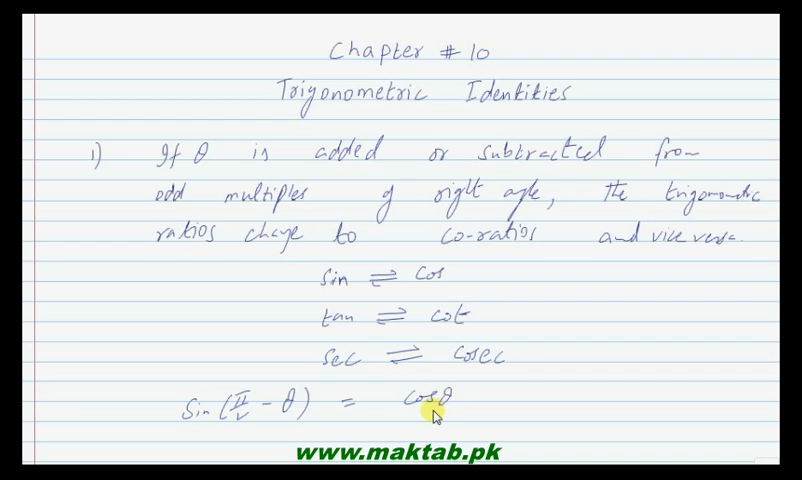 Chapter # 10
Trigonometric Identities
1) If θ is added or subtracted from
odd multiples of right angle, the trigonometric
ratios change to co-ratios and vice versa.
sin ⇌ cos
tan ⇌ cot
sec ⇌ cosec
Sin (π/2 - θ) = cosθ
www.maktab.pk